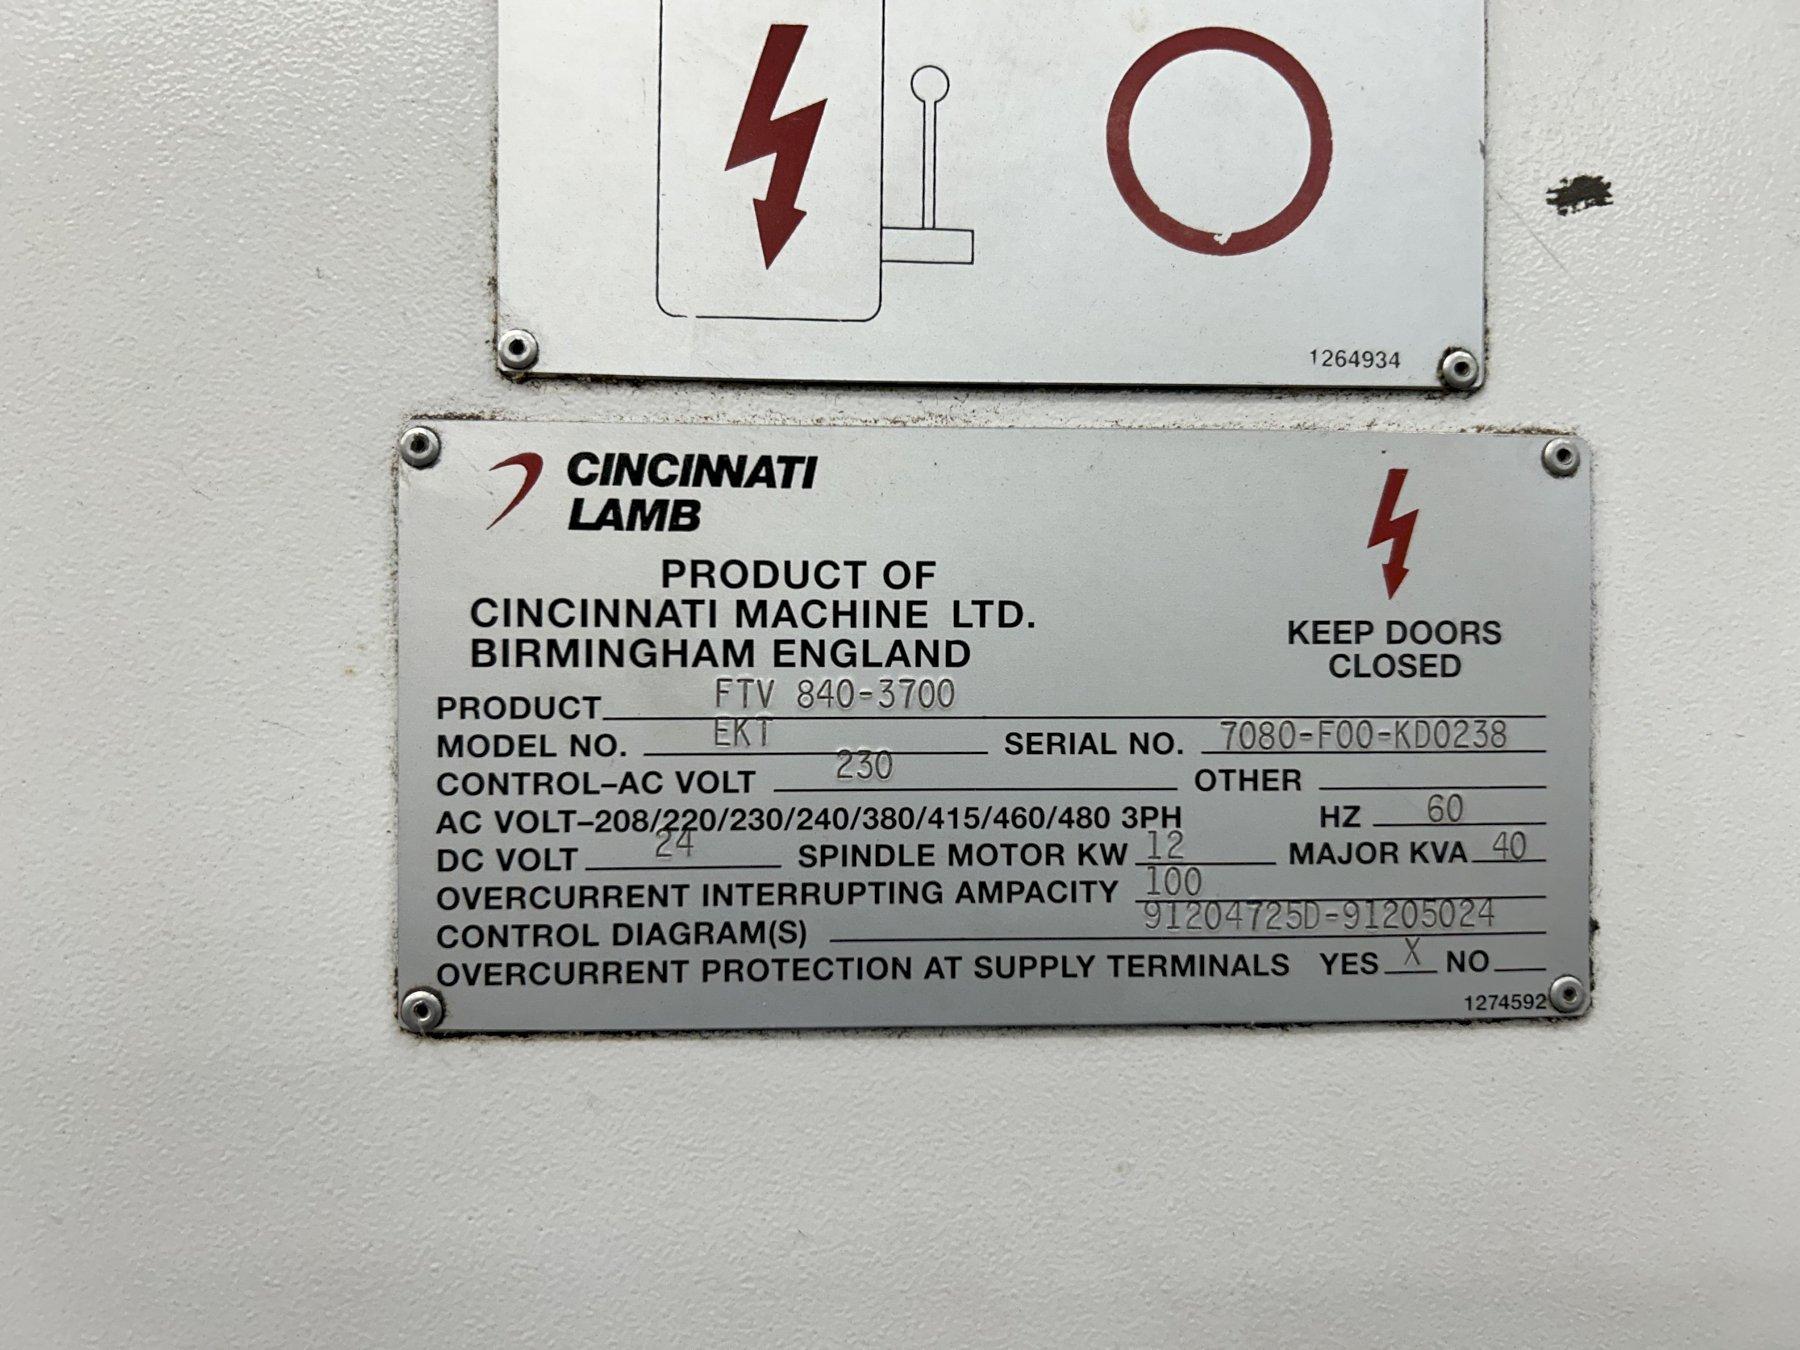 1264934
CINCINNATI
LAMB
PRODUCT OF
CINCINNATI MACHINE LTD.
BIRMINGHAM ENGLAND
KEEP DOORS
CLOSED
PRODUCT FTV 840-3700
MODEL NO. EKT SERIAL NO. 7080-F00-KD0238
CONTROL-AC VOLT 230 OTHER
AC VOLT-208/220/230/240/380/415/460/480 3PH HZ 60
DC VOLT 24 SPINDLE MOTOR KW 12 MAJOR KVA 40
OVERCURRENT INTERRUPTING AMPACITY 100
CONTROL DIAGRAM(S) 91204725D-91205024
OVERCURRENT PROTECTION AT SUPPLY TERMINALS YES X NO
1274592